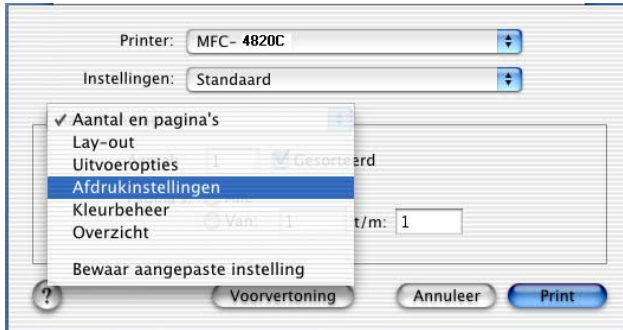 Printer: MFC- 4820C
Instellingen: Standaard
✓ Aantal en pagina's
Lay-out
Uitvoeropties
Afdrukinstellingen
Kleurbeheer
Overzicht
Bewaar aangepaste instelling
1 Gesorteerd
Van: 1 t/m: 1
? Voorvertoning Annuleer Print